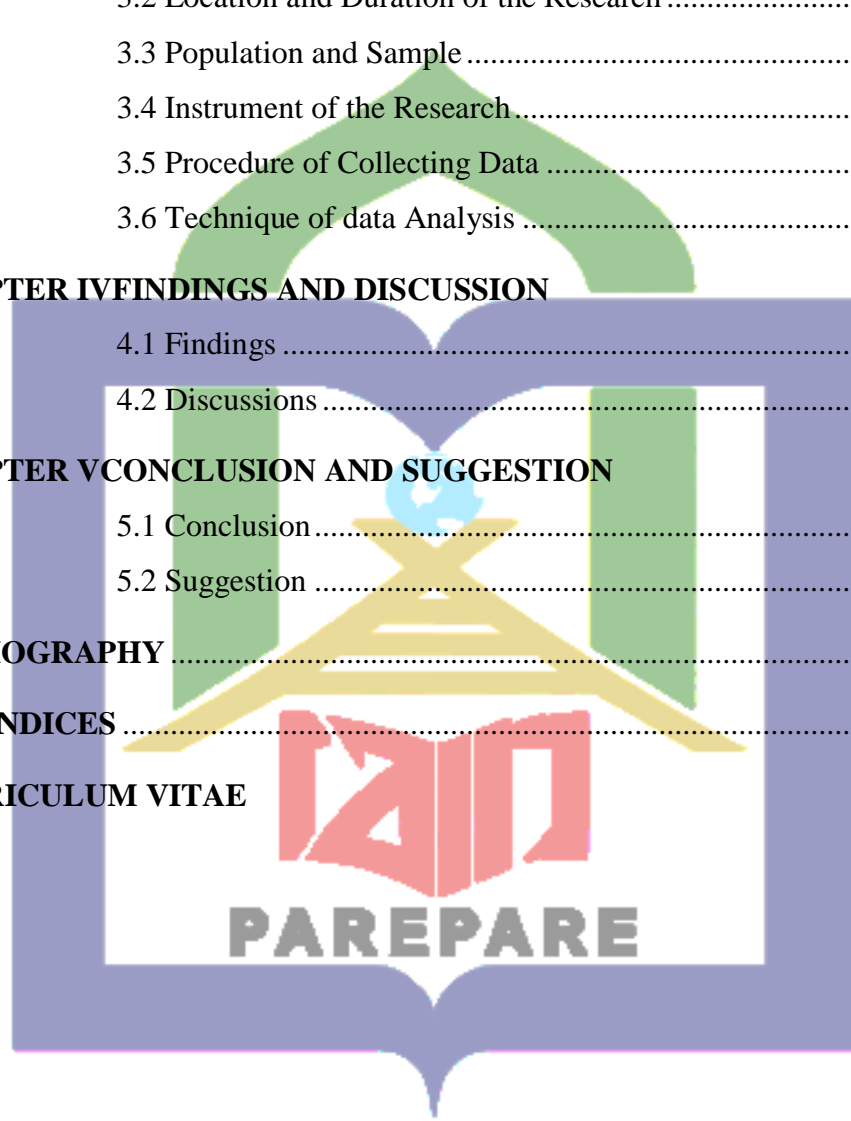 3.2 Location and Duration of the Research ................................
3.3 Population and Sample ................................................................
3.4 Instrument of the Research ........................................................
3.5 Procedure of Collecting Data ....................................................
3.6 Technique of data Analysis .......................................................
PTER IVFINDINGS AND DISCUSSION
4.1 Findings ........................................................................................
4.2 Discussions ...................................................................................
PTER VCONCLUSION AND SUGGESTION
5.1 Conclusion ....................................................................................
5.2 Suggestion ....................................................................................
IOGRAPHY ............................................................................................
NDICES ..................................................................................................
RICULUM VITAE
iain
PAREPARE